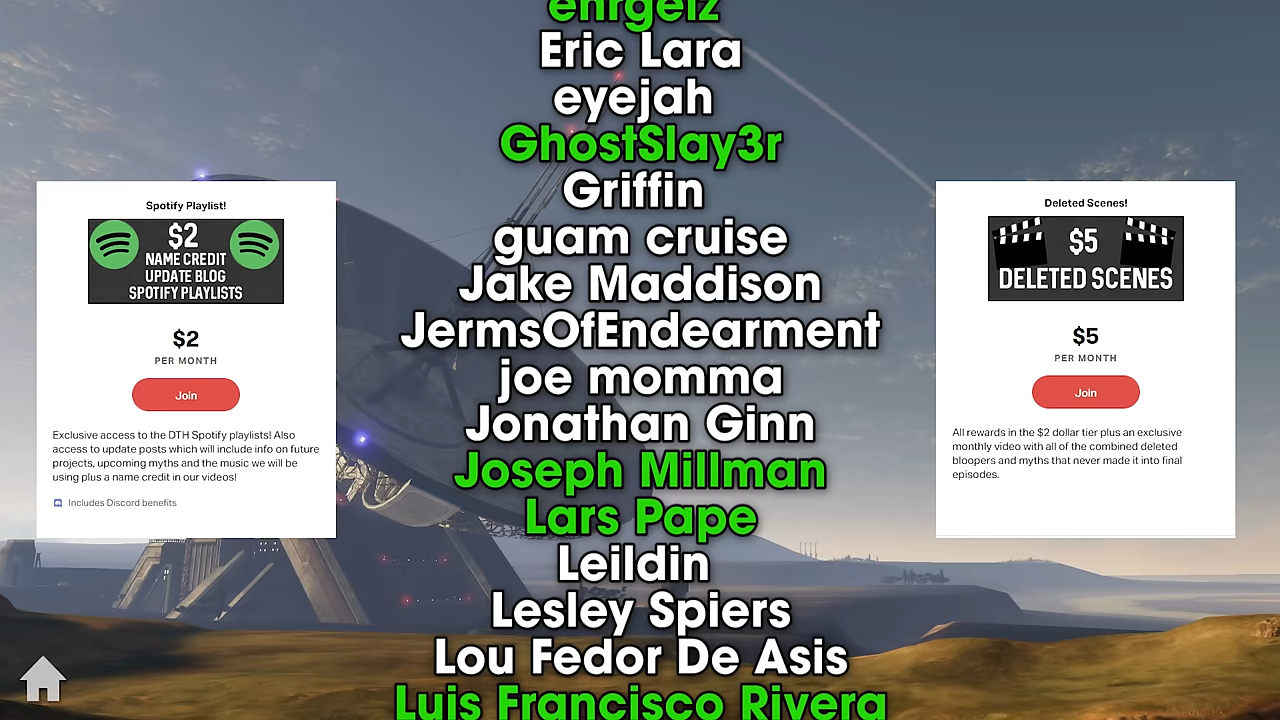 ehrgeiz
Eric Lara
eyejah
GhostSlay3r
Griffin
guam cruise
Jake Maddison
JermsOfEndearment
joe momma
Jonathan Ginn
Joseph Millman
Lars Pape
Leildin
Lesley Spiers
Lou Fedor De Asis
Luis Francisco Rivera
Spotify Playlist!
$2
NAME CREDIT
UPDATE BLOG
SPOTIFY PLAYLISTS
$2
PER MONTH
Join
Exclusive access to the DTH Spotify playlists! Also
access to update posts which will include info on future
projects, upcoming myths and the music we will be
using plus a name credit in our videos!
Includes Discord benefits
Deleted Scenes!
$5
DELETED SCENES
$5
PER MONTH
Join
All rewards in the $2 dollar tier plus an exclusive
monthly video with all of the combined deleted
bloopers and myths that never made it into final
episodes.